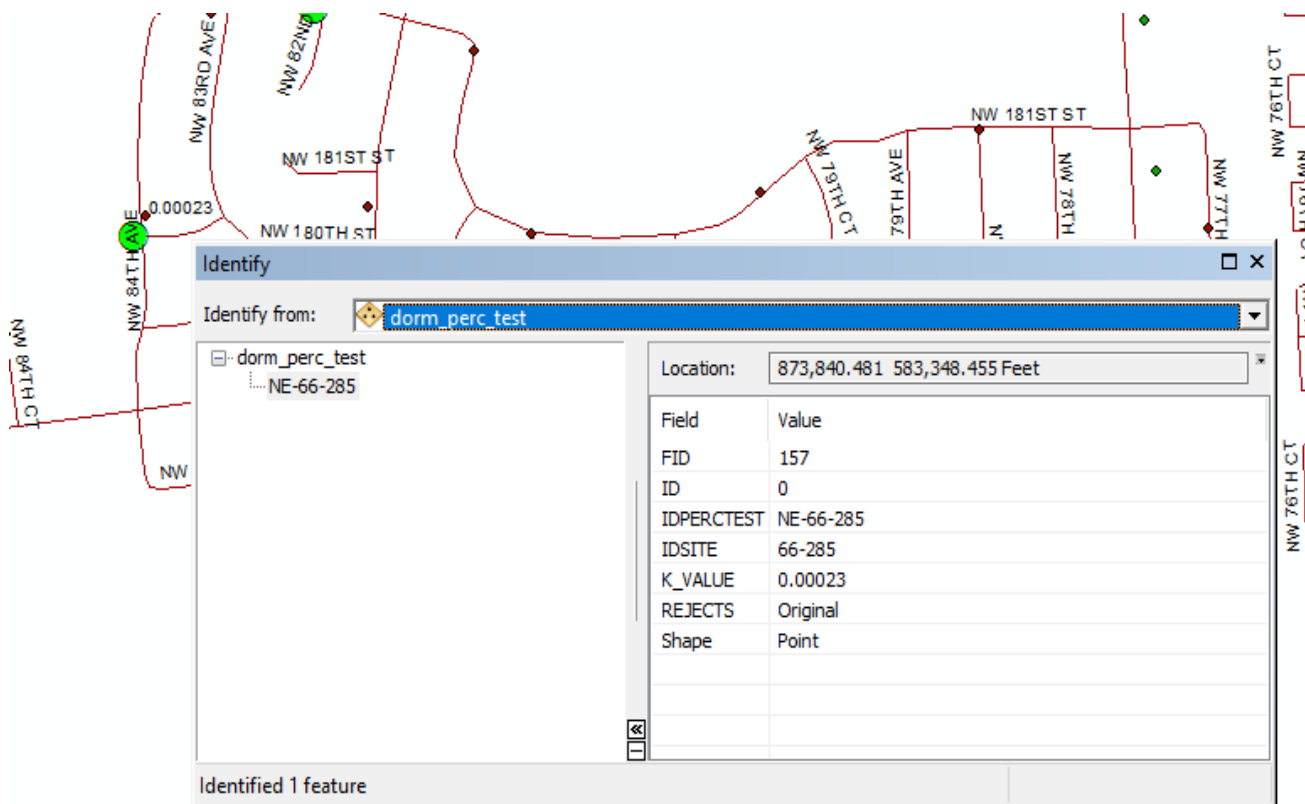 NW 83RD AVE
NW 82ND
NW 181ST ST
NW 76TH CT
NW 181ST ST
NW 79TH CT
79TH AVE
NW 78TH
NW 77TH
0.00023
NW 84TH AVE
NW 180TH ST
N
Identify
Identify from:
dorm_perc_test
dorm_perc_test
NE-66-285
Location:
873,840.481 583,348.455 Feet
Field Value
FID 157
ID 0
IDPERCTEST NE-66-285
IDSITE 66-285
K_VALUE 0.00023
REJECTS Original
Shape Point
NW 84TH CT
NW
NW 76TH CT
Identified 1 feature